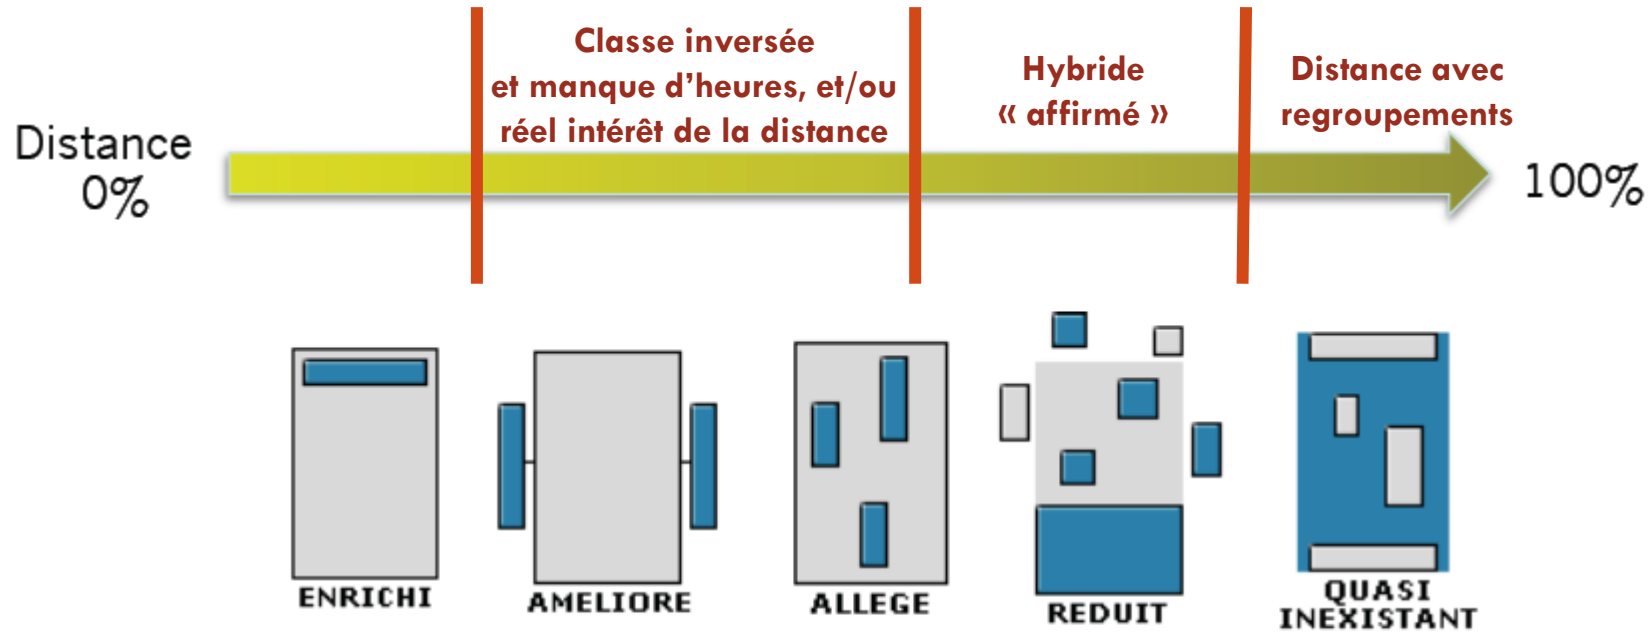 Classe inversée
et manque d'heures, et/ou
réel intérêt de la distance
Hybride
« affirmé »
Distance avec
regroupements
Distance
0%
100%
ENRICHI
AMELIORE
ALLEGE
REDUIT
QUASI
INEXISTANT